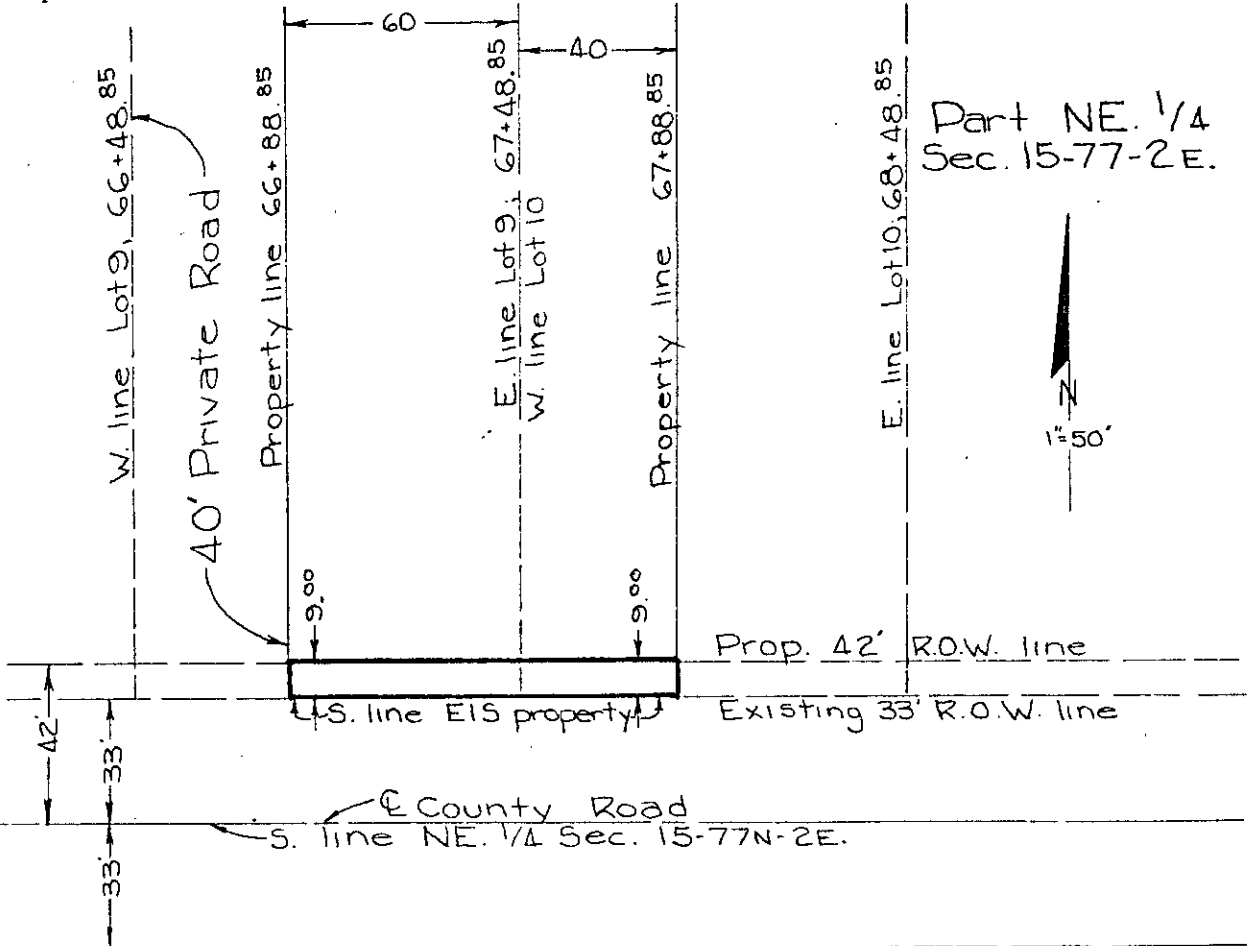 60
40
W. line Lot 9, 66+48.85
40' Private Road
Property line 66+88.85
E. line Lot 9, 67+48.85
W. line Lot 10
Property line 67+88.85
E. line Lot 10, 68+48.85
Part NE. 1/4
Sec. 15-77-2E.
N
1"=50'
9.00
9.00
Prop. 42' R.O.W. line
S. line EIS property
Existing 33' R.O.W. line
42'
33'
℄ County Road
S. line NE. 1/4 Sec. 15-77N-2E.
33'